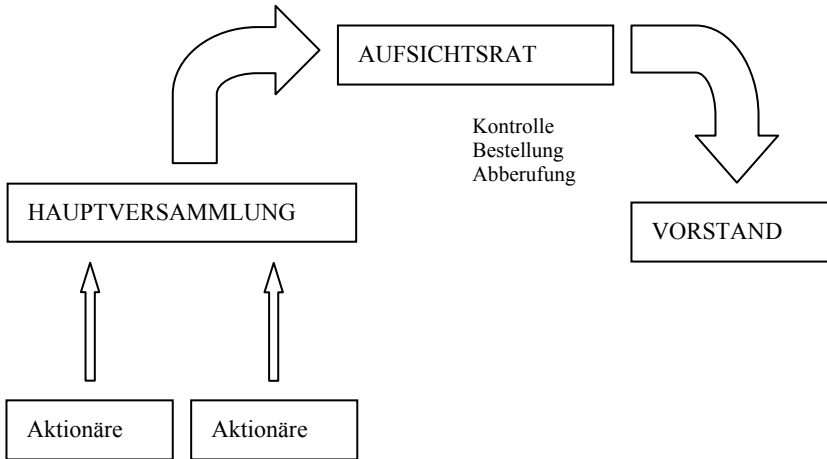 AUFSICHTSRAT
Kontrolle
Bestellung
Abberufung
HAUPTVERSAMMLUNG
VORSTAND
Aktionäre
Aktionäre